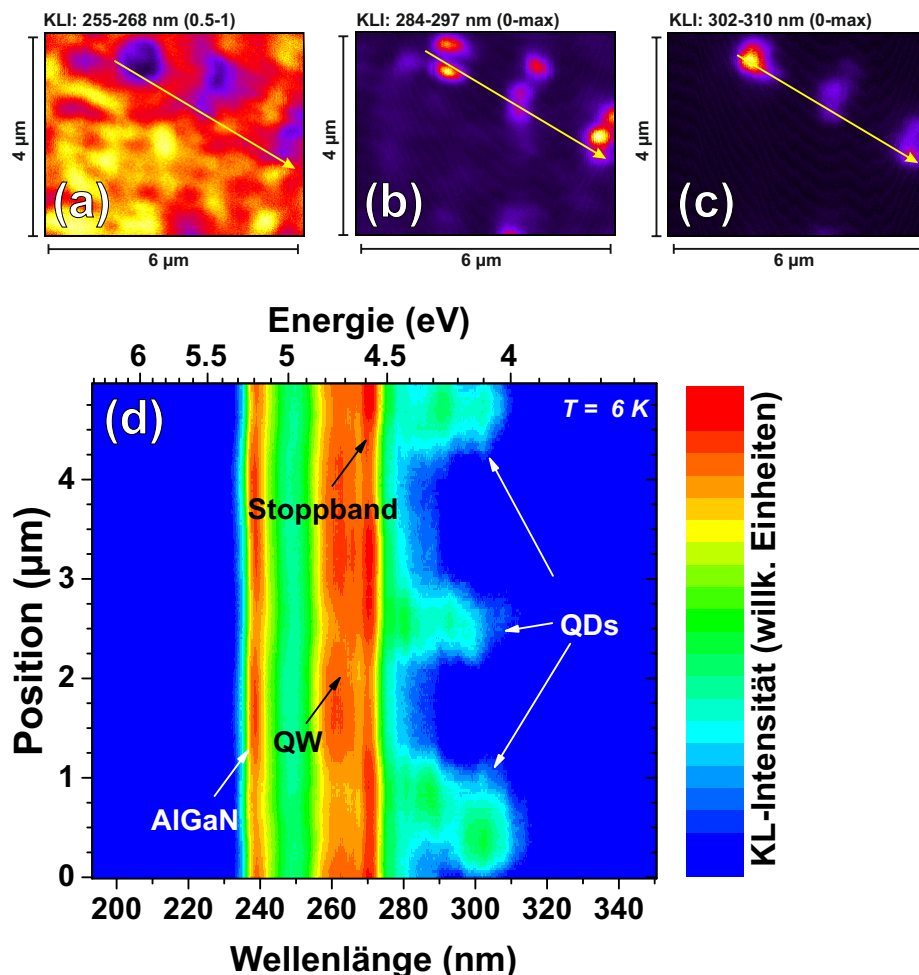 KLI: 255-268 nm (0.5-1)
KLI: 284-297 nm (0-max)
KLI: 302-310 nm (0-max)
4 µm
4 µm
4 µm
(a)
(b)
(c)
6 µm
6 µm
6 µm
Energie (eV)
6 5.5 5 4.5 4
(d)
T = 6 K
Stoppband
QDs
QW
AlGaN
Position (µm)
4
3
2
1
0
200 220 240 260 280 300 320 340
Wellenlänge (nm)
KL-Intensität (willk. Einheiten)